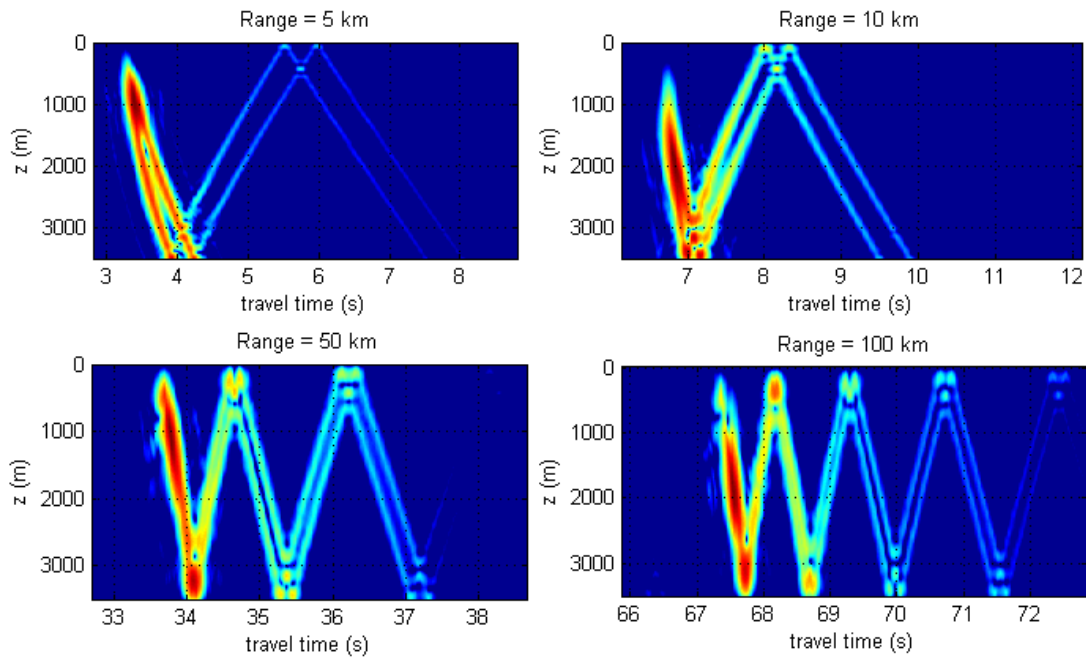 Range = 5 km
0
1000
2000
3000
z (m)
3 4 5 6 7 8
travel time (s)
Range = 10 km
0
1000
2000
3000
z (m)
7 8 9 10 11 12
travel time (s)
Range = 50 km
0
1000
2000
3000
z (m)
33 34 35 36 37 38
travel time (s)
Range = 100 km
0
1000
2000
3000
z (m)
66 67 68 69 70 71 72
travel time (s)